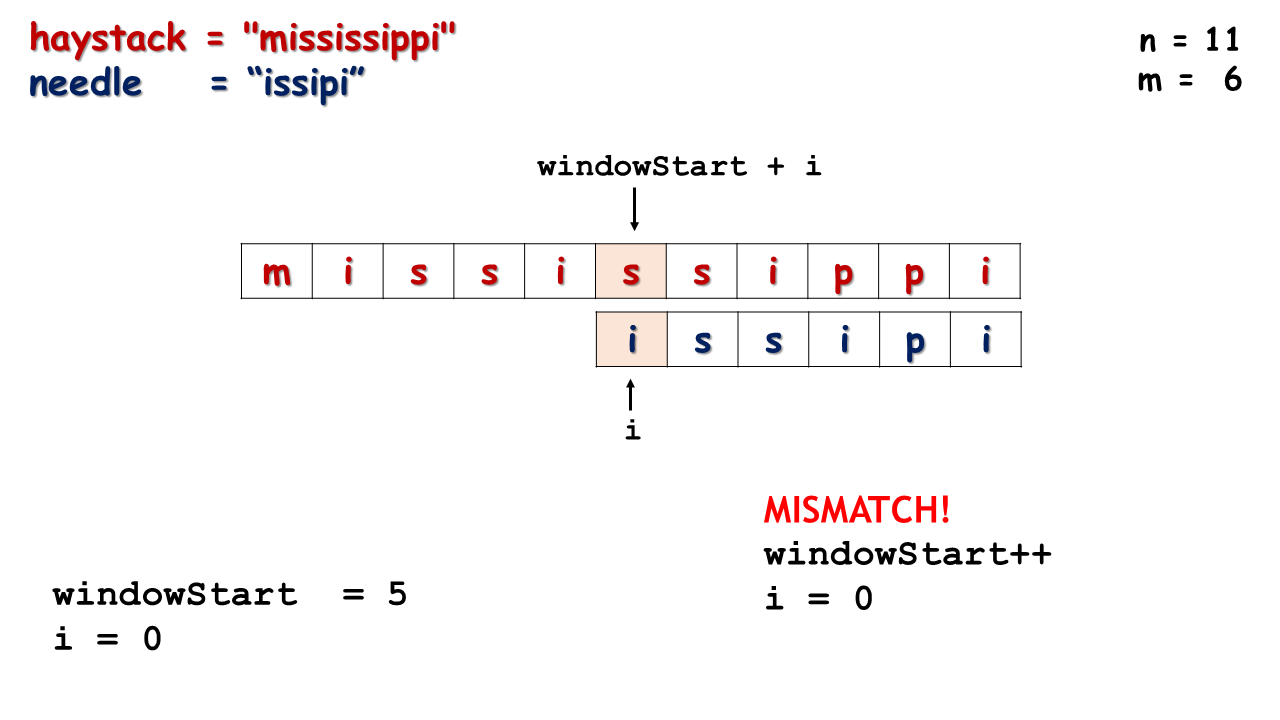 haystack = "mississippi"
needle = “issipi”
n = 11
m = 6
windowStart + i
m i s s i s s i p p i
i s s i p i
i
MISMATCH!
windowStart++
i = 0
windowStart = 5
i = 0